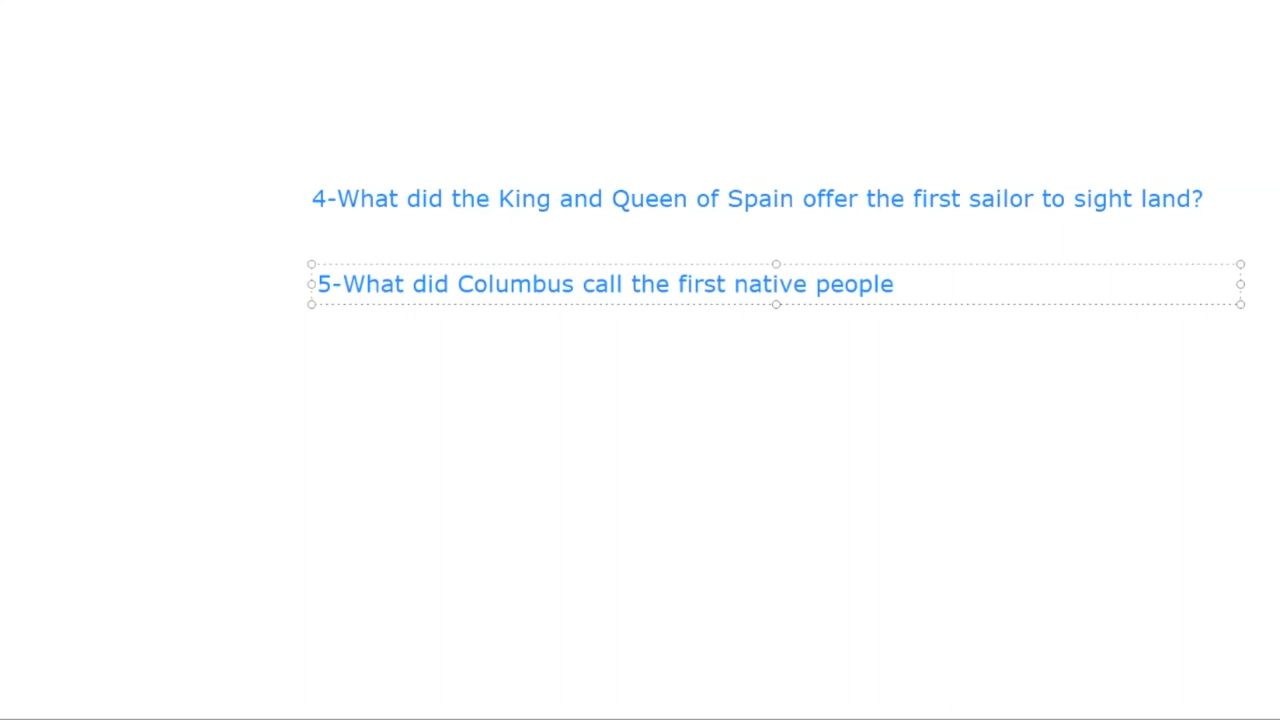 4-What did the King and Queen of Spain offer the first sailor to sight land?
5-What did Columbus call the first native people